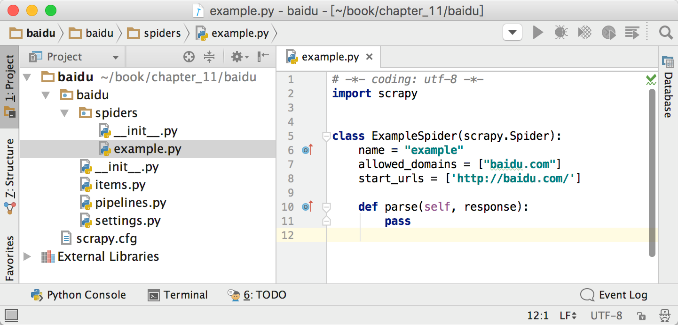 example.py - baidu - [~/book/chapter_11/baidu]
baidu baidu spiders example.py
Project
example.py
baidu ~/book/chapter_11/baidu
baidu
spiders
__init__.py
example.py
__init__.py
items.py
pipelines.py
settings.py
scrapy.cfg
External Libraries
1: Project
7: Structure
Favorites
1 # -*- coding: utf-8 -*-
2 import scrapy
3
4
5 class ExampleSpider(scrapy.Spider):
6 name = "example"
7 allowed_domains = ["baidu.com"]
8 start_urls = ['http://baidu.com/']
9
10 def parse(self, response):
11 pass
12
Database
Python Console Terminal 6: TODO Event Log
12:1 LF÷ UTF-8